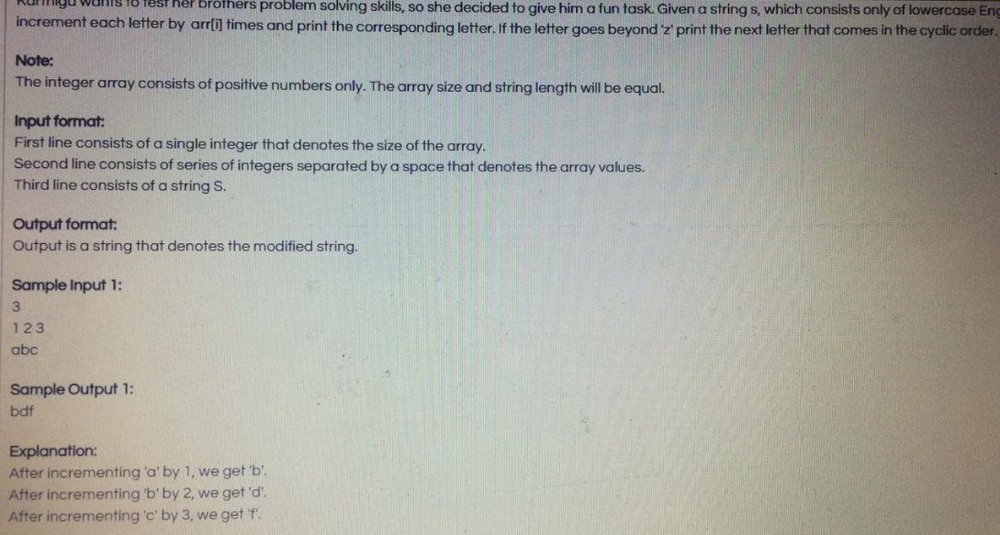 wants to test her brothers problem solving skills, so she decided to give him a fun task. Given a string s, which consists only of lowercase Eng
increment each letter by arr[i] times and print the corresponding letter. If the letter goes beyond 'z' print the next letter that comes in the cyclic order.
Note:
The integer array consists of positive numbers only. The array size and string length will be equal.
Input format:
First line consists of a single integer that denotes the size of the array.
Second line consists of series of integers separated by a space that denotes the array values.
Third line consists of a string S.
Output format:
Output is a string that denotes the modified string.
Sample Input 1:
3
1 2 3
abc
Sample Output 1:
bdf
Explanation:
After incrementing 'a' by 1, we get 'b'.
After incrementing 'b' by 2, we get 'd'.
After incrementing 'c' by 3, we get 'f'.